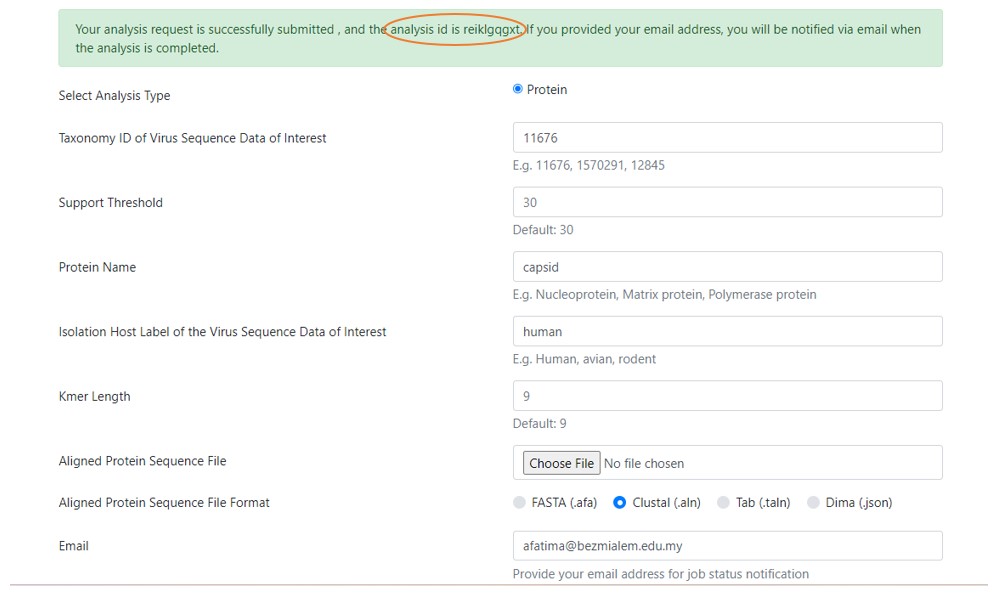 Your analysis request is successfully submitted , and the analysis id is reiklgqgxt. If you provided your email address, you will be notified via email when
the analysis is completed.
Select Analysis Type
Protein
Taxonomy ID of Virus Sequence Data of Interest
11676
E.g. 11676, 1570291, 12845
Support Threshold
30
Default: 30
Protein Name
capsid
E.g. Nucleoprotein, Matrix protein, Polymerase protein
Isolation Host Label of the Virus Sequence Data of Interest
human
E.g. Human, avian, rodent
Kmer Length
9
Default: 9
Aligned Protein Sequence File
Choose File No file chosen
Aligned Protein Sequence File Format
FASTA (.afa) Clustal (.aln) Tab (.taln) Dima (.json)
Email
afatima@bezmialem.edu.my
Provide your email address for job status notification